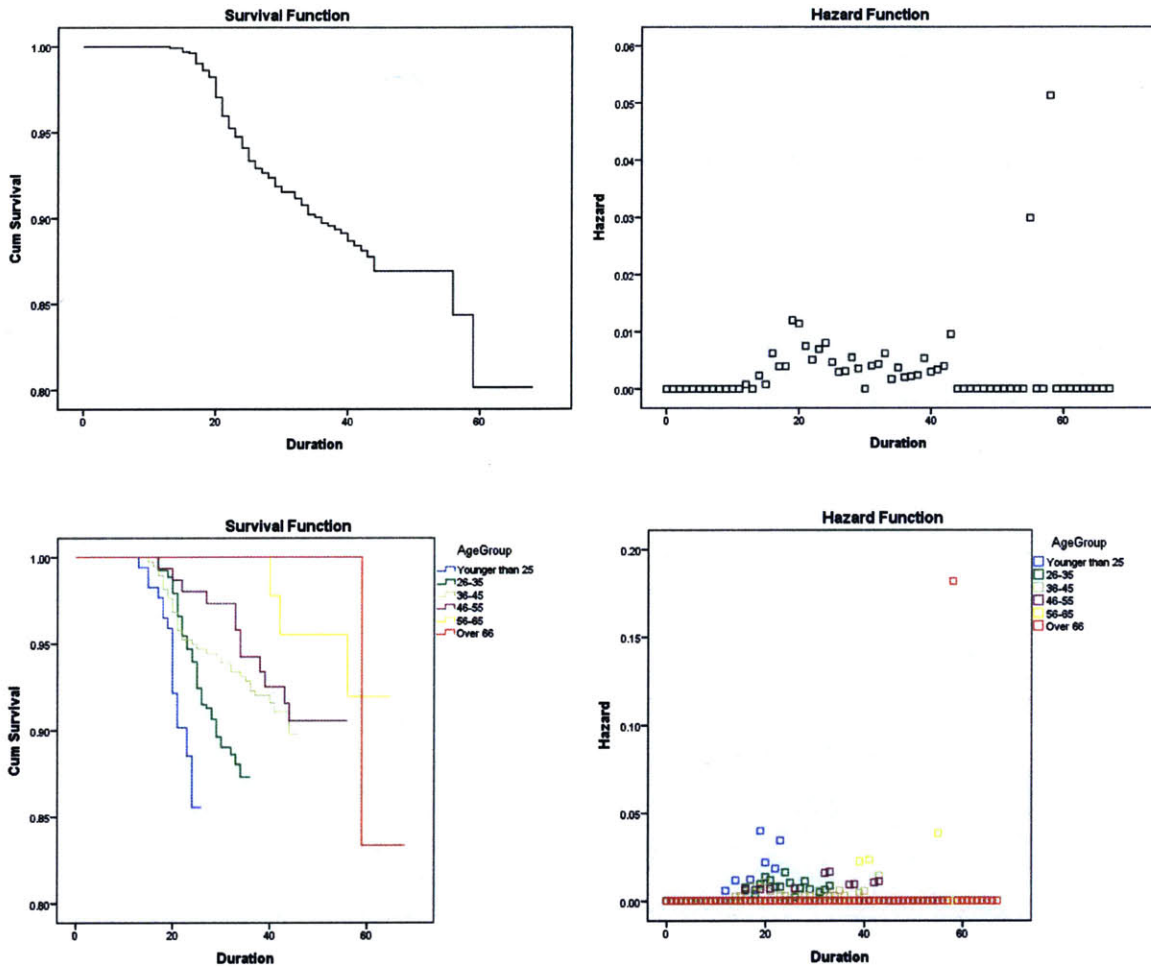 Survival Function
1.00
0.95
0.90
0.85
0.80
Cum Survival
0
20
40
60
Duration
Hazard Function
0.06
0.05
0.04
0.03
0.02
0.01
0.00
Hazard
0
20
40
60
Duration
Survival Function
1.00
0.95
0.90
0.85
0.80
Cum Survival
0
20
40
60
Duration
AgeGroup
Younger than 25
26-35
36-45
46-55
56-65
Over 66
Hazard Function
0.20
0.15
0.10
0.05
0.00
Hazard
0
20
40
60
Duration
AgeGroup
Younger than 25
26-35
36-45
46-55
56-65
Over 66